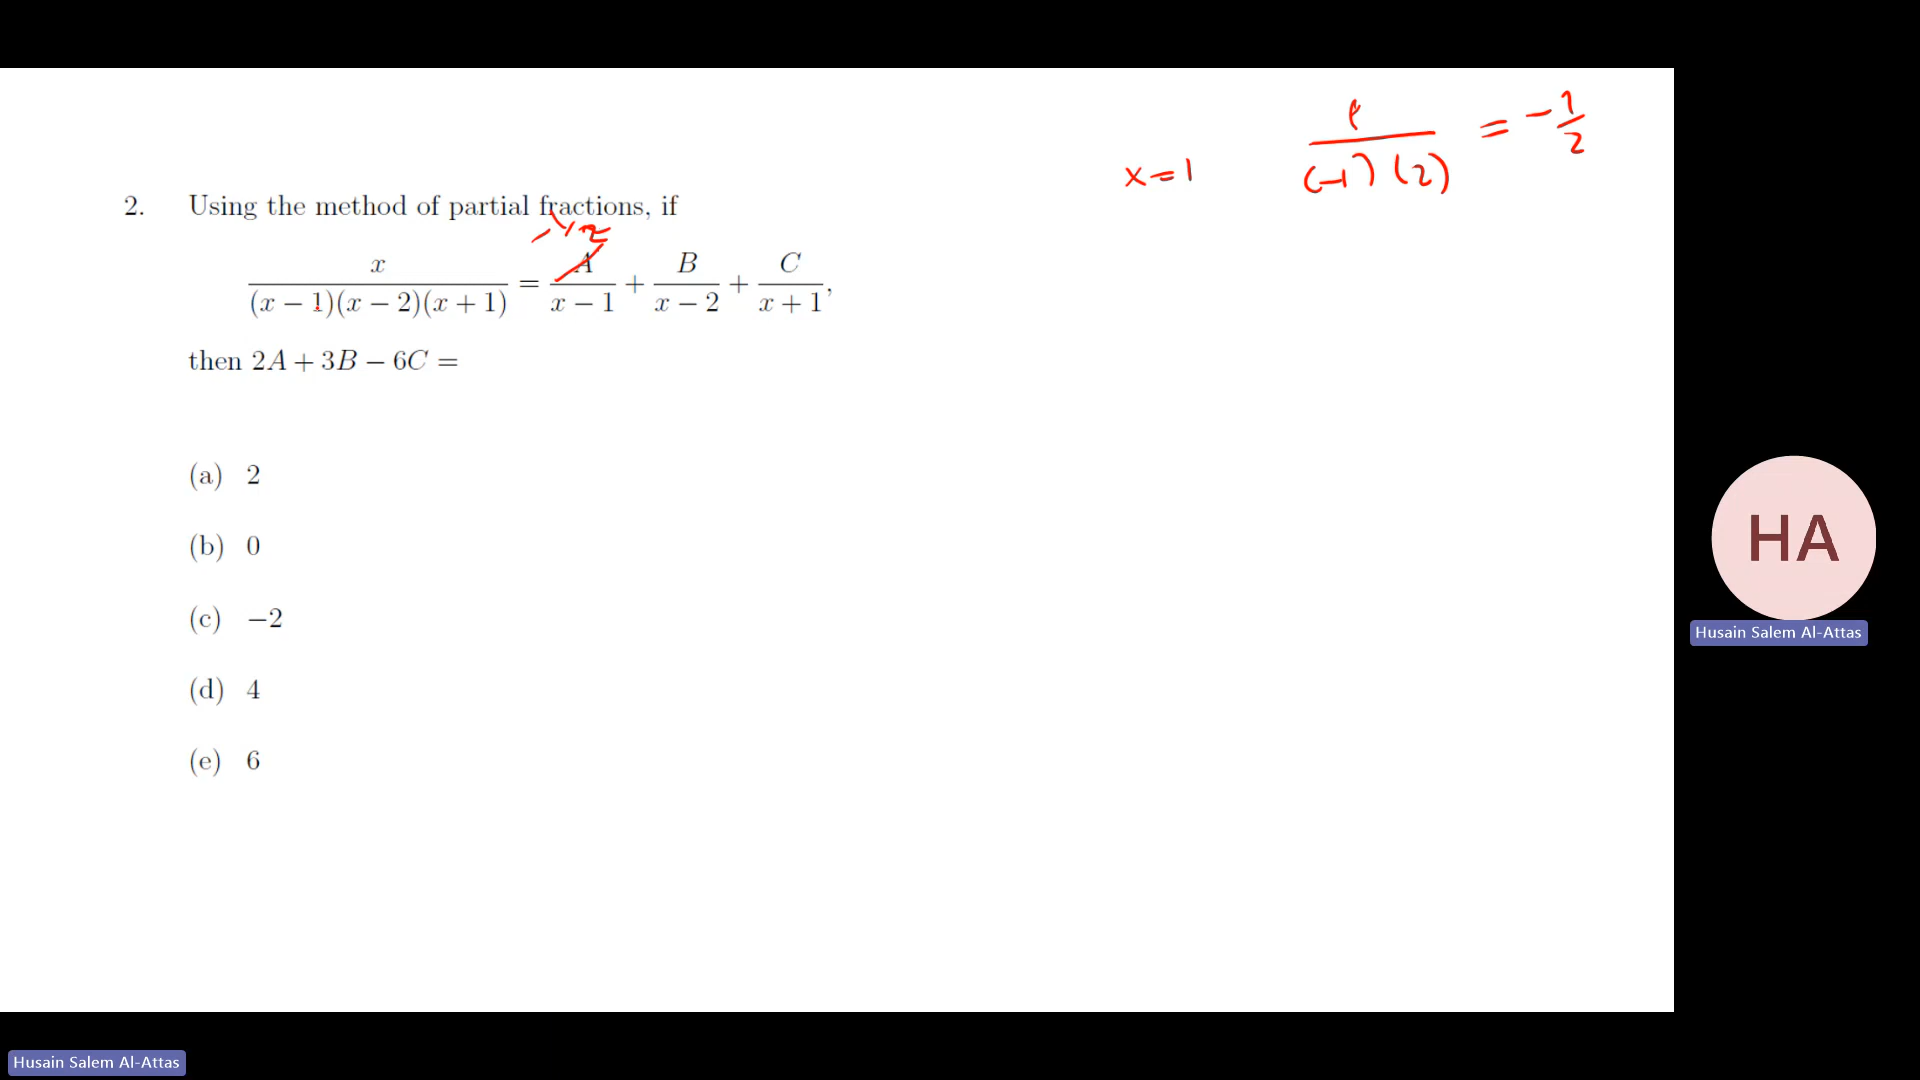 x=1 1/(-1)(2) = -1/2
2. Using the method of partial fractions, if
-1/2
x/((x − 1)(x − 2)(x + 1)) = A/(x − 1) + B/(x − 2) + C/(x + 1),
then 2A + 3B − 6C =
(a) 2
(b) 0
(c) −2
(d) 4
(e) 6
HA
Husain Salem Al-Attas
Husain Salem Al-Attas